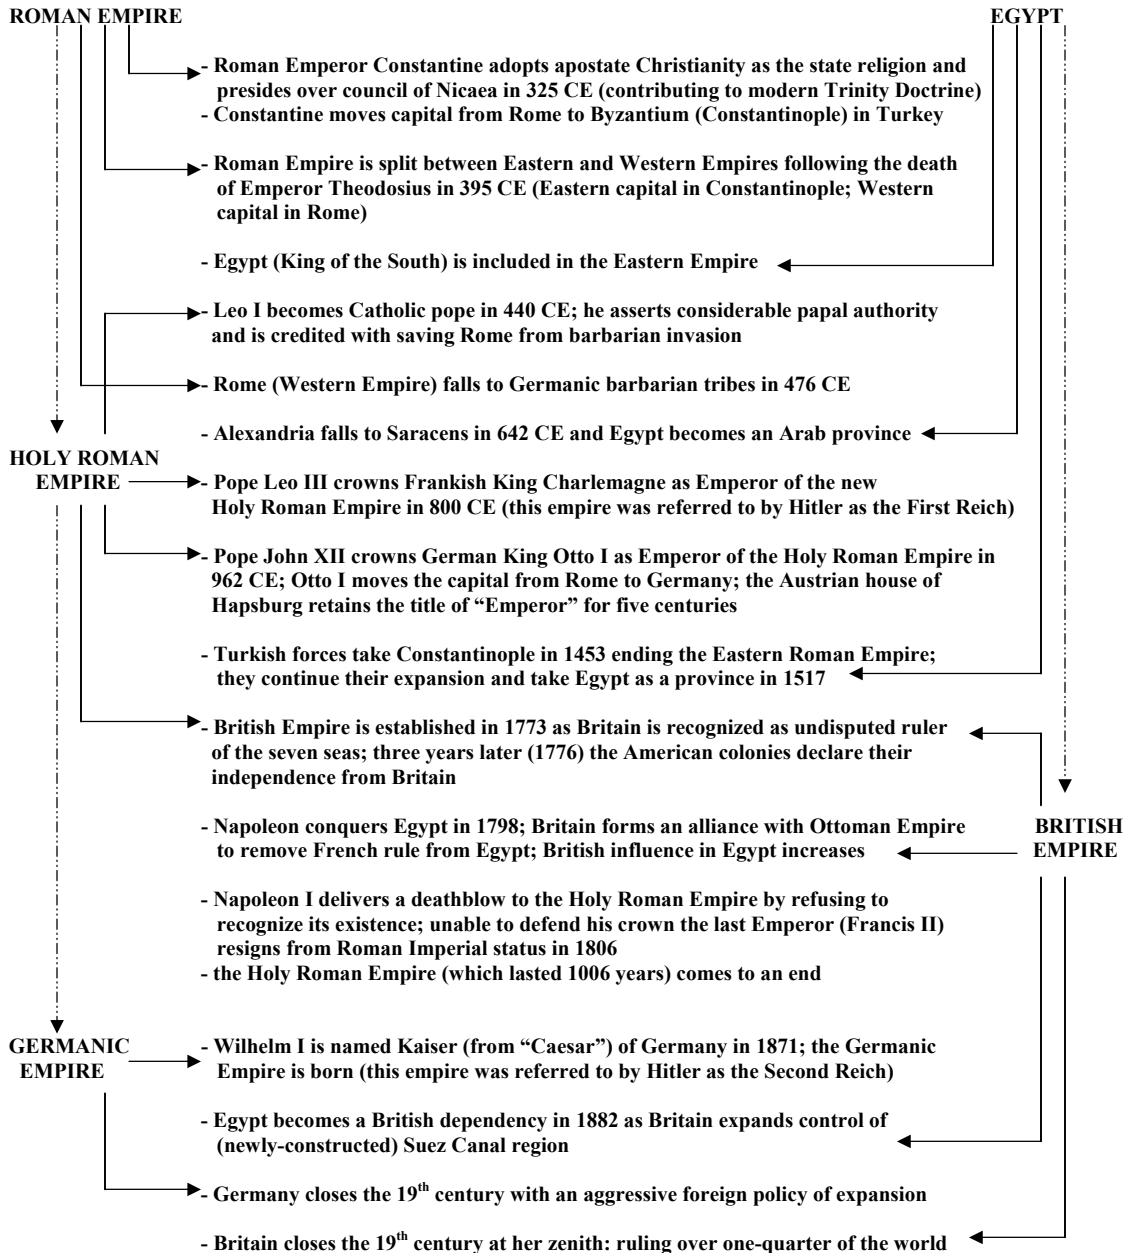 ROMAN EMPIRE EGYPT
- Roman Emperor Constantine adopts apostate Christianity as the state religion and
presides over council of Nicaea in 325 CE (contributing to modern Trinity Doctrine)
- Constantine moves capital from Rome to Byzantium (Constantinople) in Turkey
- Roman Empire is split between Eastern and Western Empires following the death
of Emperor Theodosius in 395 CE (Eastern capital in Constantinople; Western
capital in Rome)
- Egypt (King of the South) is included in the Eastern Empire
- Leo I becomes Catholic pope in 440 CE; he asserts considerable papal authority
and is credited with saving Rome from barbarian invasion
- Rome (Western Empire) falls to Germanic barbarian tribes in 476 CE
- Alexandria falls to Saracens in 642 CE and Egypt becomes an Arab province
HOLY ROMAN
EMPIRE
- Pope Leo III crowns Frankish King Charlemagne as Emperor of the new
Holy Roman Empire in 800 CE (this empire was referred to by Hitler as the First Reich)
- Pope John XII crowns German King Otto I as Emperor of the Holy Roman Empire in
962 CE; Otto I moves the capital from Rome to Germany; the Austrian house of
Hapsburg retains the title of “Emperor” for five centuries
- Turkish forces take Constantinople in 1453 ending the Eastern Roman Empire;
they continue their expansion and take Egypt as a province in 1517
- British Empire is established in 1773 as Britain is recognized as undisputed ruler
of the seven seas; three years later (1776) the American colonies declare their
independence from Britain
- Napoleon conquers Egypt in 1798; Britain forms an alliance with Ottoman Empire
to remove French rule from Egypt; British influence in Egypt increases
BRITISH
EMPIRE
- Napoleon I delivers a deathblow to the Holy Roman Empire by refusing to
recognize its existence; unable to defend his crown the last Emperor (Francis II)
resigns from Roman Imperial status in 1806
- the Holy Roman Empire (which lasted 1006 years) comes to an end
GERMANIC
EMPIRE
- Wilhelm I is named Kaiser (from “Caesar”) of Germany in 1871; the Germanic
Empire is born (this empire was referred to by Hitler as the Second Reich)
- Egypt becomes a British dependency in 1882 as Britain expands control of
(newly-constructed) Suez Canal region
- Germany closes the 19th century with an aggressive foreign policy of expansion
- Britain closes the 19th century at her zenith: ruling over one-quarter of the world